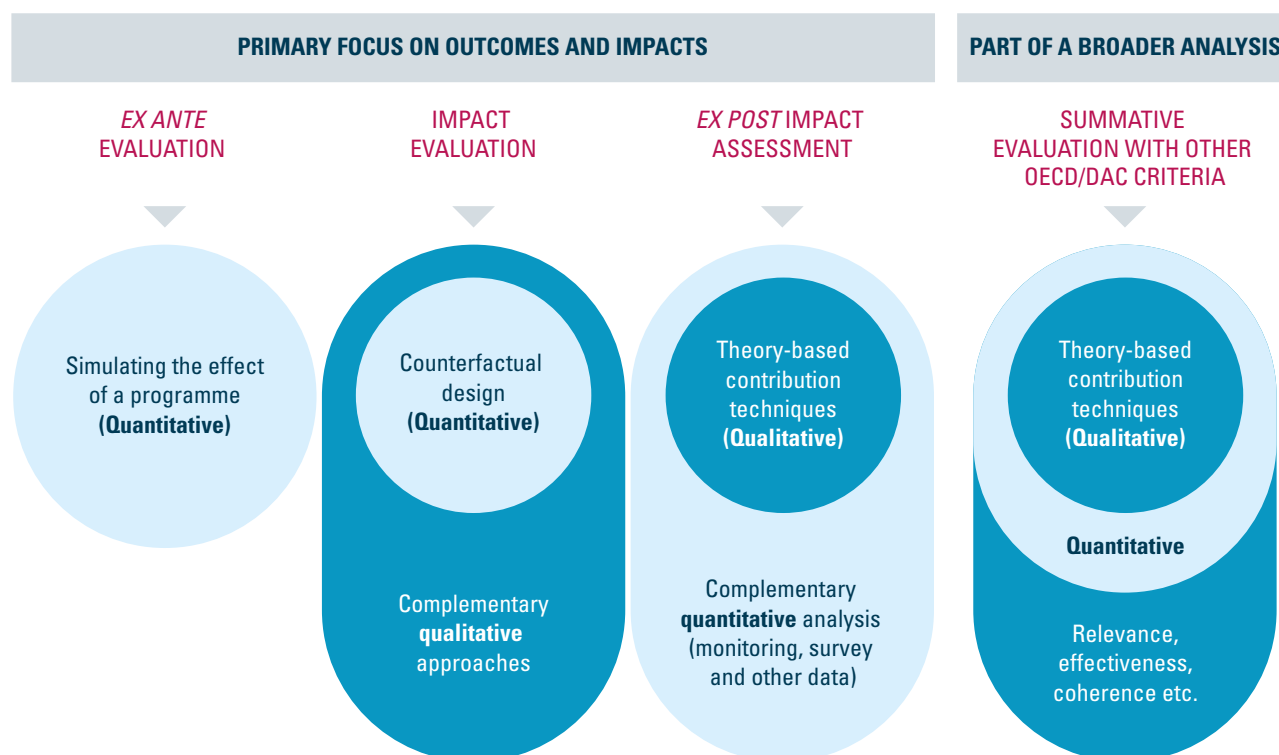 PRIMARY FOCUS ON OUTCOMES AND IMPACTS
PART OF A BROADER ANALYSIS
EX ANTE
EVALUATION
IMPACT
EVALUATION
EX POST IMPACT
ASSESSMENT
SUMMATIVE
EVALUATION WITH OTHER
OECD/DAC CRITERIA
Simulating the effect
of a programme
(Quantitative)
Counterfactual
design
(Quantitative)
Complementary
qualitative
approaches
Theory-based
contribution
techniques
(Qualitative)
Complementary
quantitative analysis
(monitoring, survey
and other data)
Theory-based
contribution
techniques
(Qualitative)
Quantitative
Relevance,
effectiveness,
coherence etc.